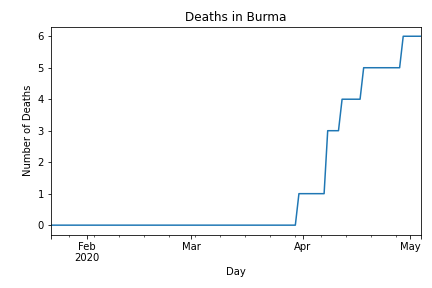 Deaths in Burma
Number of Deaths
6
5
4
3
2
1
0
Feb
2020
Mar
Apr
May
Day